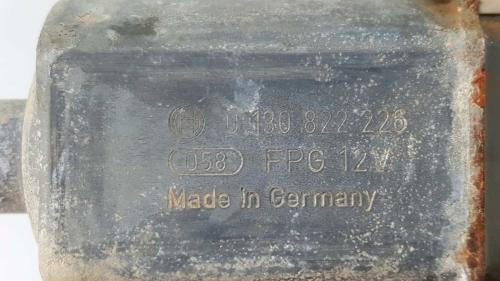 0 130 822 226
058 FPG 12V
Made in Germany